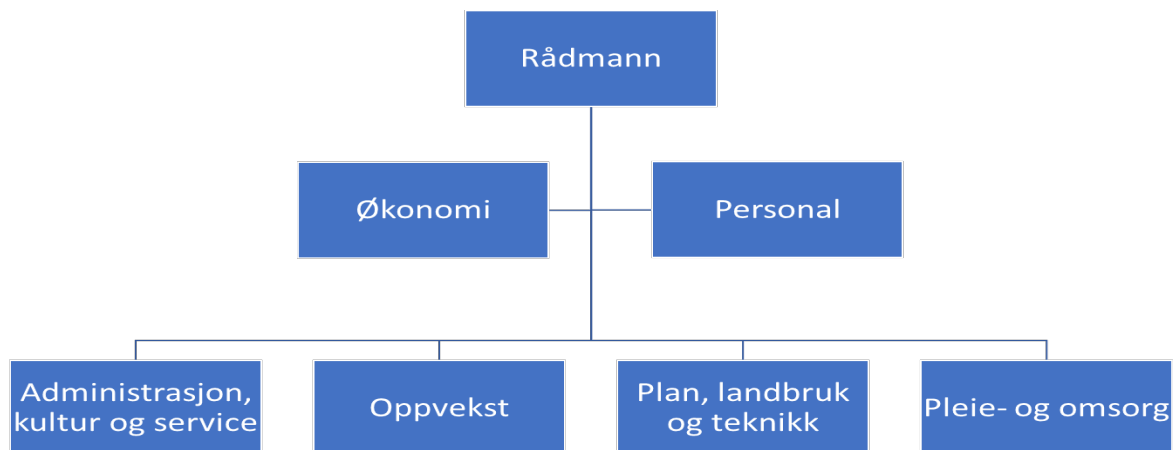 Rådmann
Økonomi
Personal
Administrasjon,
kultur og service
Oppvekst
Plan, landbruk
og teknikk
Pleie- og omsorg